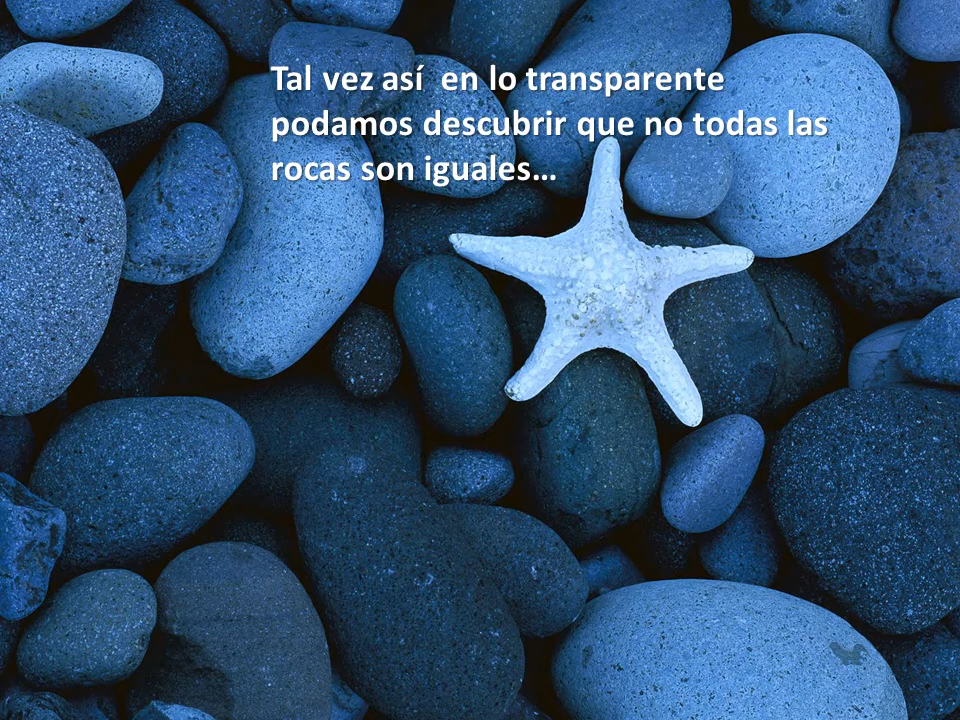 Tal vez así  en lo transparente
podamos descubrir que no todas las
rocas son iguales…